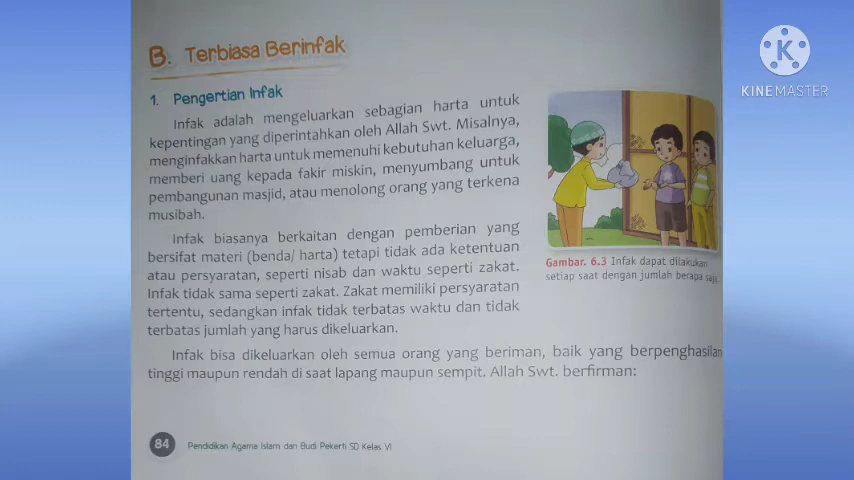 B. Terbiasa Berinfak
1. Pengertian Infak
Infak adalah mengeluarkan sebagian harta untuk
kepentingan yang diperintahkan oleh Allah Swt. Misalnya,
menginfakkan harta untuk memenuhi kebutuhan keluarga,
memberi uang kepada fakir miskin, menyumbang untuk
pembangunan masjid, atau menolong orang yang terkena
musibah.
Infak biasanya berkaitan dengan pemberian yang
bersifat materi (benda/ harta) tetapi tidak ada ketentuan
atau persyaratan, seperti nisab dan waktu seperti zakat.
Infak tidak sama seperti zakat. Zakat memiliki persyaratan
tertentu, sedangkan infak tidak terbatas waktu dan tidak
terbatas jumlah yang harus dikeluarkan.
Gambar. 6.3 Infak dapat dilakukan
setiap saat dengan jumlah berapa saja
Infak bisa dikeluarkan oleh semua orang yang beriman, baik yang berpenghasilan
tinggi maupun rendah di saat lapang maupun sempit. Allah Swt. berfirman:
84 Pendidikan Agama Islam dan Budi Pekerti SD Kelas VI
K
KINEMASTER